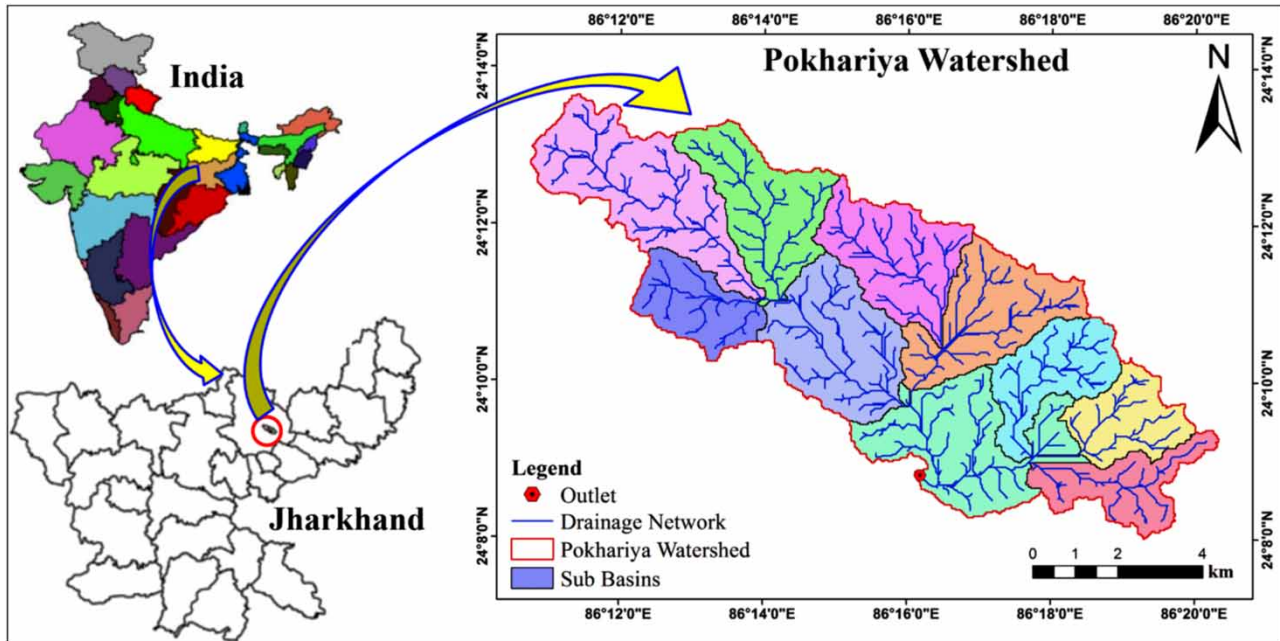 India
Jharkhand
86°12'0"E 86°14'0"E 86°16'0"E 86°18'0"E 86°20'0"E
Pokhariya Watershed
N
24°14'0"N 24°14'0"N
24°12'0"N 24°12'0"N
24°10'0"N 24°10'0"N
24°8'0"N 24°8'0"N
Legend
Outlet
Drainage Network
Pokhariya Watershed
Sub Basins
0 1 2 4
km
86°12'0"E 86°14'0"E 86°16'0"E 86°18'0"E 86°20'0"E